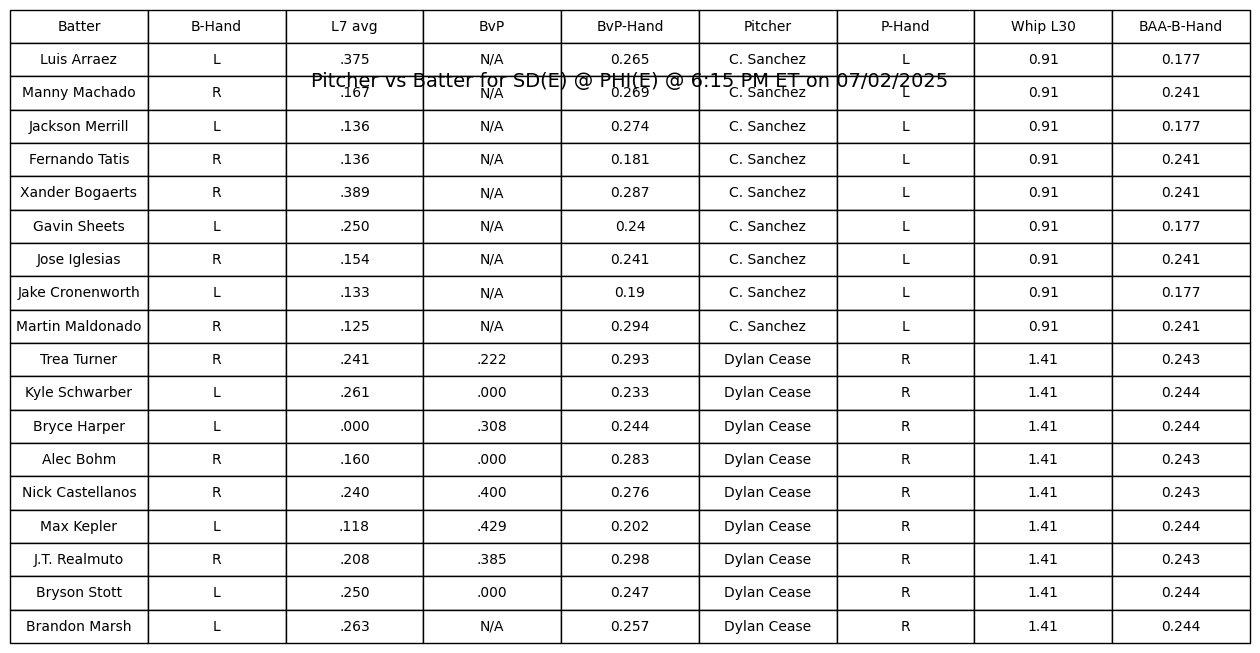 Batter B-Hand L7 avg BvP BvP-Hand Pitcher P-Hand Whip L30 BAA-B-Hand
Luis Arraez L .375 N/A 0.265 C. Sanchez L 0.91 0.177
Pitcher vs Batter for SD(E) @ PHI(E) @ 6:15 PM ET on 07/02/2025
Manny Machado R .167 N/A 0.269 C. Sanchez L 0.91 0.241
Jackson Merrill L .136 N/A 0.274 C. Sanchez L 0.91 0.177
Fernando Tatis R .136 N/A 0.181 C. Sanchez L 0.91 0.241
Xander Bogaerts R .389 N/A 0.287 C. Sanchez L 0.91 0.241
Gavin Sheets L .250 N/A 0.24 C. Sanchez L 0.91 0.177
Jose Iglesias R .154 N/A 0.241 C. Sanchez L 0.91 0.241
Jake Cronenworth L .133 N/A 0.19 C. Sanchez L 0.91 0.177
Martin Maldonado R .125 N/A 0.294 C. Sanchez L 0.91 0.241
Trea Turner R .241 .222 0.293 Dylan Cease R 1.41 0.243
Kyle Schwarber L .261 .000 0.233 Dylan Cease R 1.41 0.244
Bryce Harper L .000 .308 0.244 Dylan Cease R 1.41 0.244
Alec Bohm R .160 .000 0.283 Dylan Cease R 1.41 0.243
Nick Castellanos R .240 .400 0.276 Dylan Cease R 1.41 0.243
Max Kepler L .118 .429 0.202 Dylan Cease R 1.41 0.244
J.T. Realmuto R .208 .385 0.298 Dylan Cease R 1.41 0.243
Bryson Stott L .250 .000 0.247 Dylan Cease R 1.41 0.244
Brandon Marsh L .263 N/A 0.257 Dylan Cease R 1.41 0.244